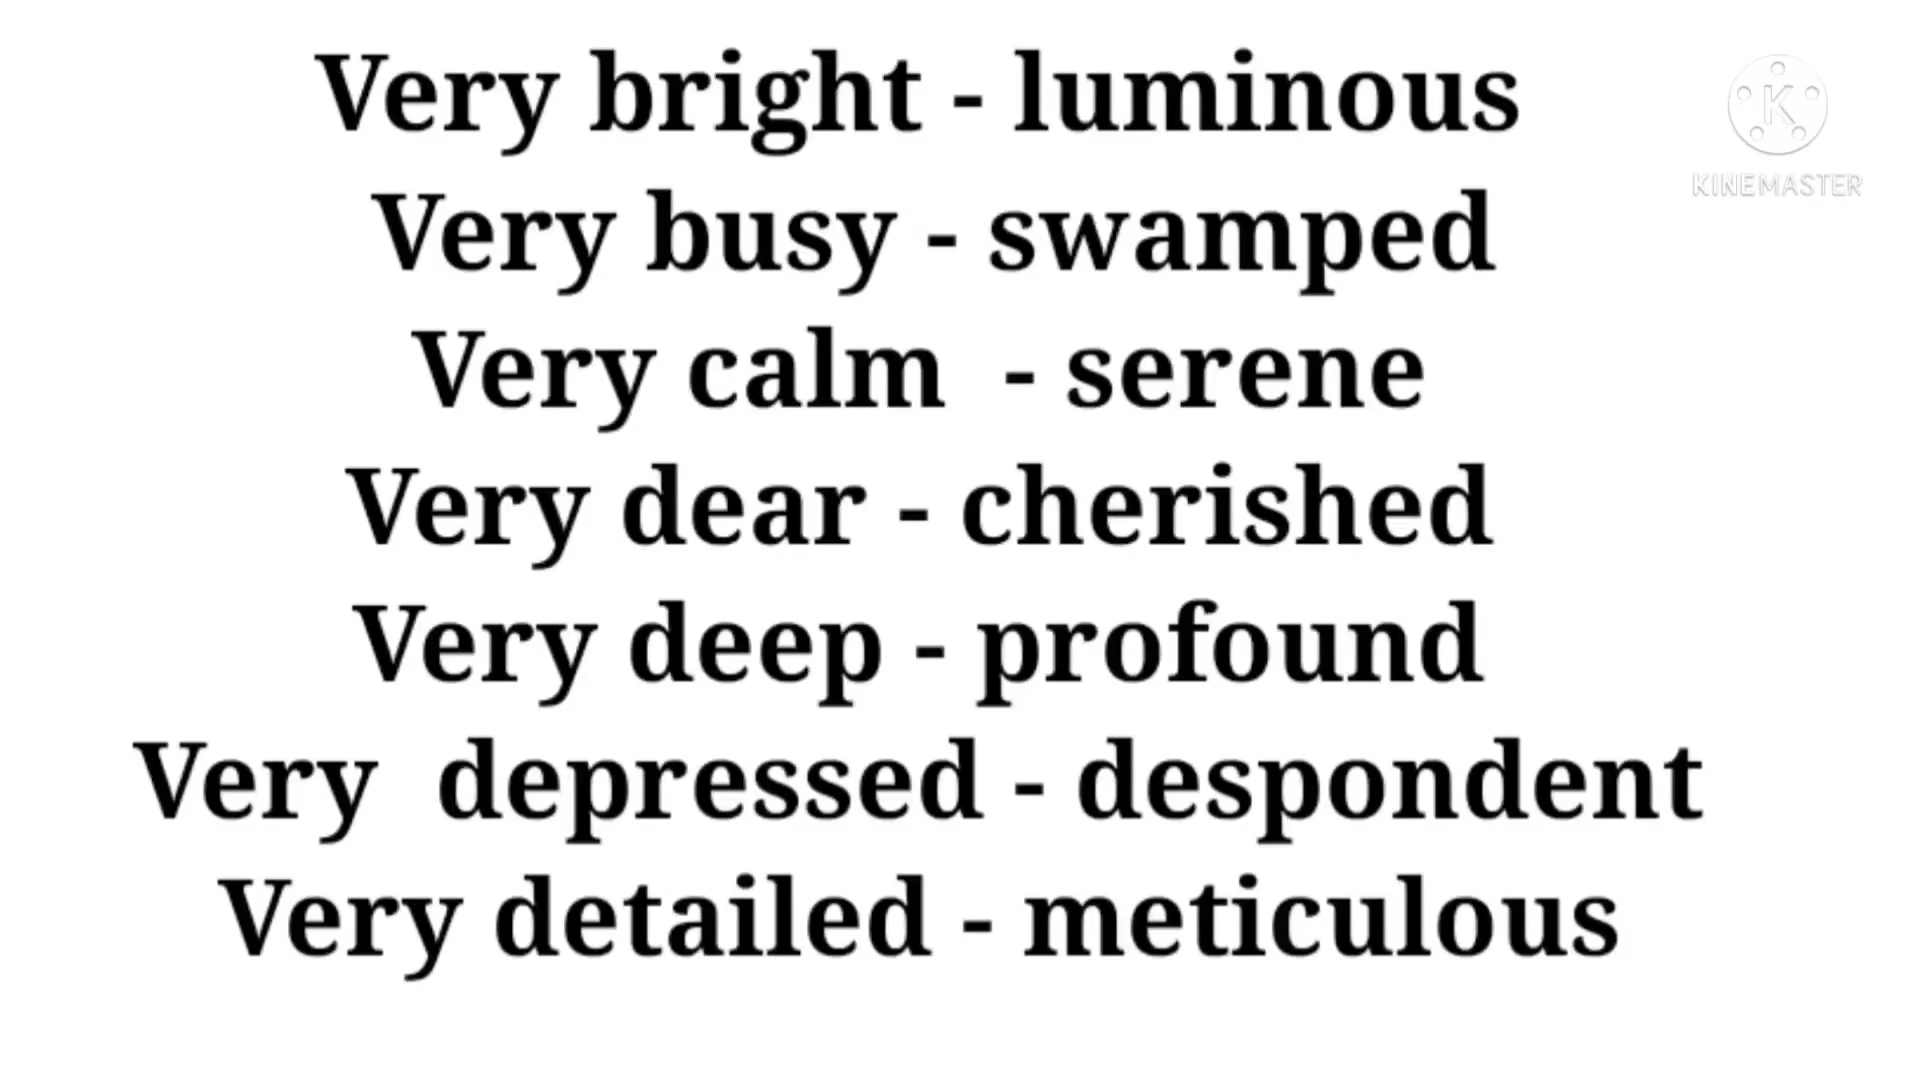 Very bright - luminous
K
KINEMASTER
Very busy - swamped
Very calm  - serene
Very dear - cherished
Very deep - profound
Very  depressed - despondent
Very detailed - meticulous